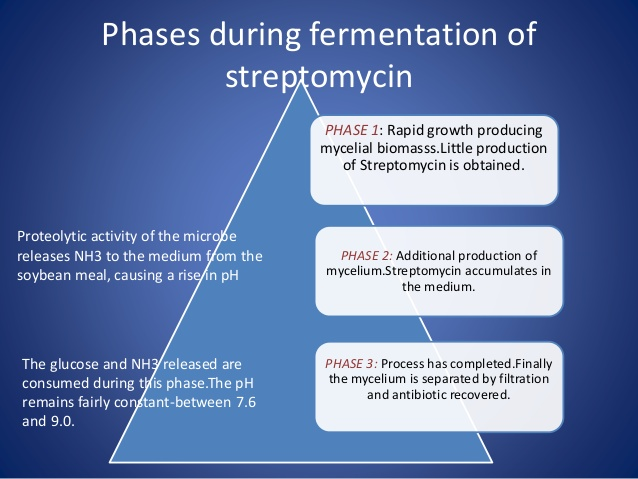 Phases during fermentation of
streptomycin
PHASE 1: Rapid growth producing
mycelial biomasss.Little production
of Streptomycin is obtained.
Proteolytic activity of the microbe
releases NH3 to the medium from the
soybean meal, causing a rise in pH
PHASE 2: Additional production of
mycelium.Streptomycin accumulates in
the medium.
The glucose and NH3 released are
consumed during this phase.The pH
remains fairly constant-between 7.6
and 9.0.
PHASE 3: Process has completed.Finally
the mycelium is separated by filtration
and antibiotic recovered.